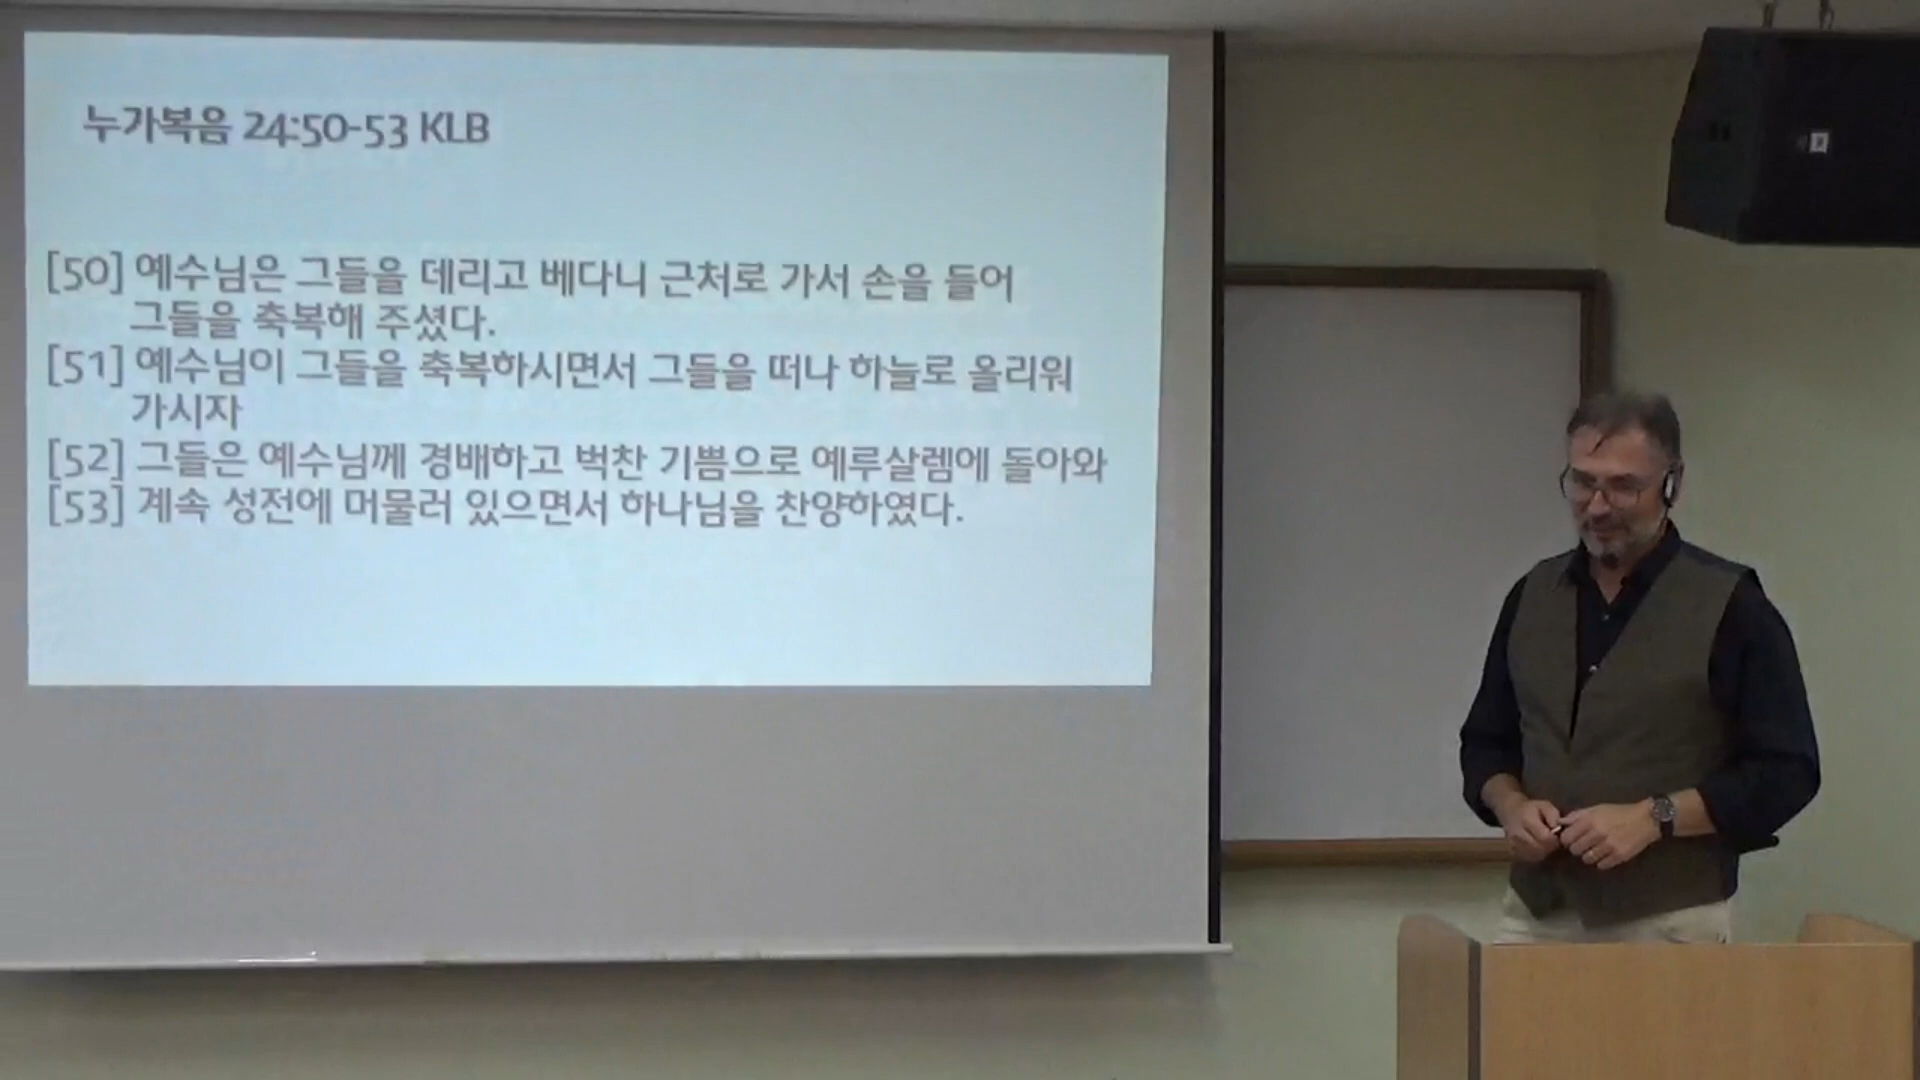 누가복음 24:50-53 KLB
[50] 예수님은 그들을 데리고 베다니 근처로 가서 손을 들어
그들을 축복해 주셨다.
[51] 예수님이 그들을 축복하시면서 그들을 떠나 하늘로 올리워
가시자
[52] 그들은 예수님께 경배하고 벅찬 기쁨으로 예루살렘에 돌아와
[53] 계속 성전에 머물러 있으면서 하나님을 찬양하였다.